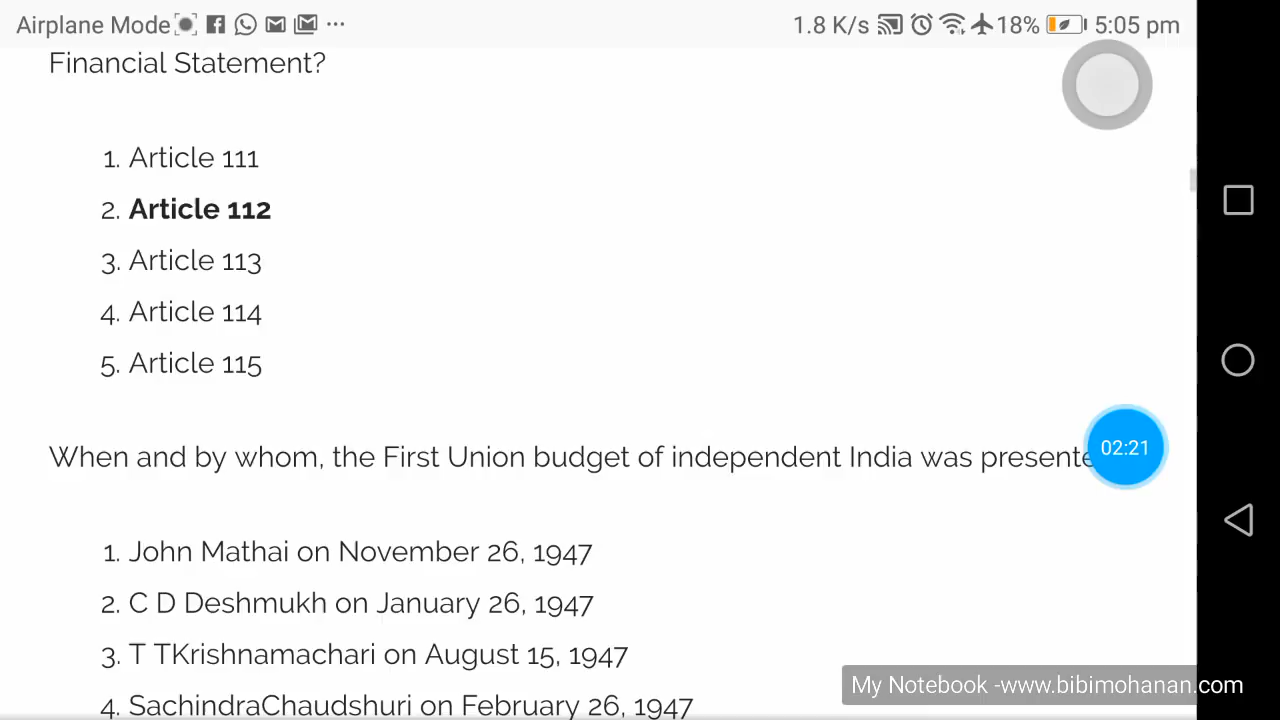 Airplane Mode ... 1.8 K/s 18% 5:05 pm
Financial Statement?
1. Article 111
2. Article 112
3. Article 113
4. Article 114
5. Article 115
When and by whom, the First Union budget of independent India was presente
02:21
1. John Mathai on November 26, 1947
2. C D Deshmukh on January 26, 1947
3. T TKrishnamachari on August 15, 1947
4. SachindraChaudshuri on February 26, 1947
My Notebook -www.bibimohanan.com